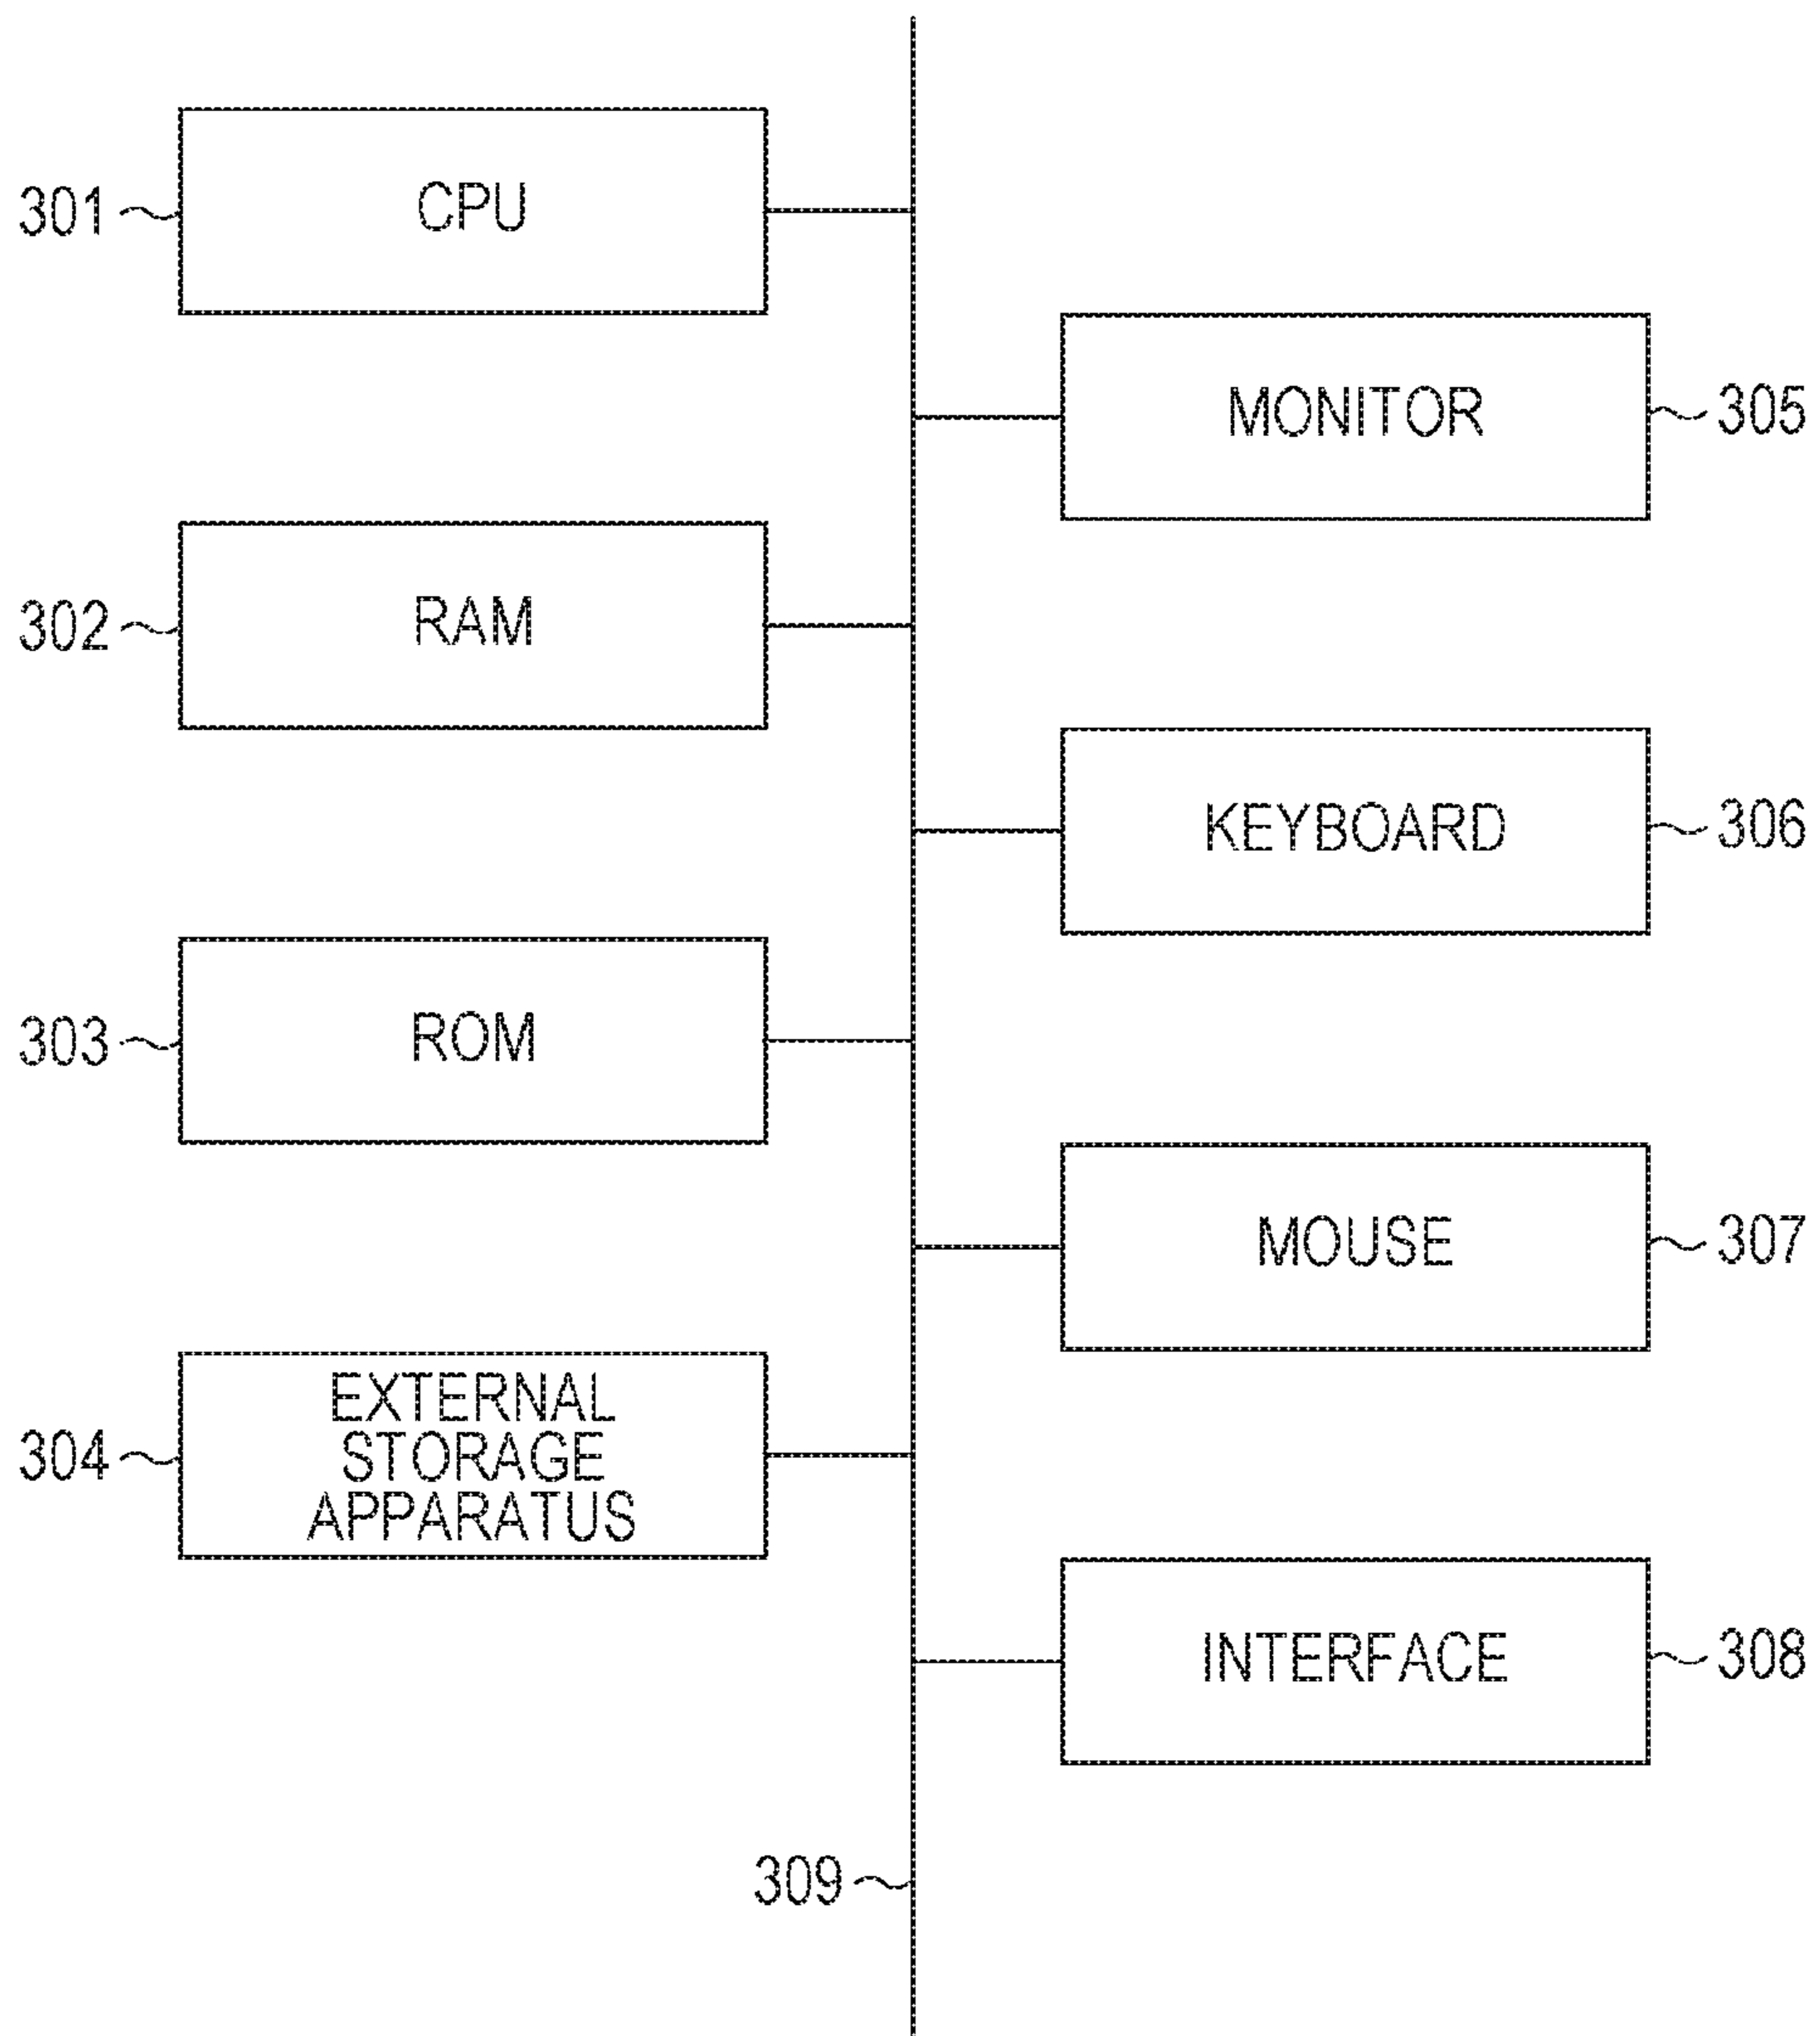 301
CPU
MONITOR
305
302
RAM
KEYBOARD
306
303
ROM
MOUSE
307
304
EXTERNAL
STORAGE
APPARATUS
INTERFACE
308
309